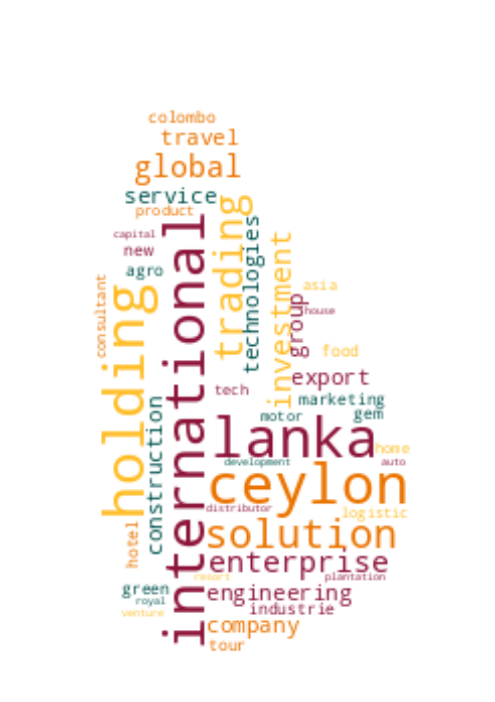 colombo
travel
global
service
product
capital
new
agro
consultant
holding
international
trading
technologies
investment
asia
house
group
go
food
export
tech
marketing
gem
motor
construction
lanka
home
development
auto
ceylon
distributor
logistic
solution
hotel
enterprise
resort
plantation
green
engineering
royal
industrie
venture
company
tour